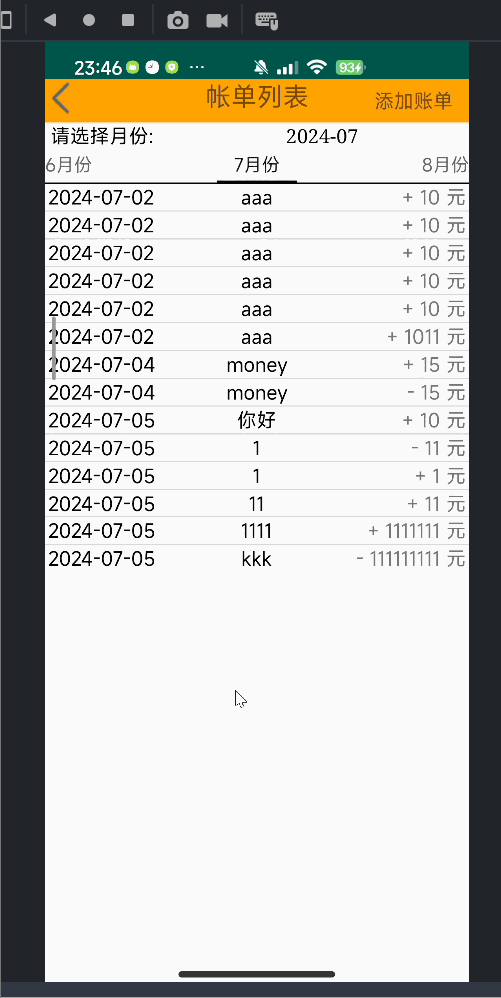 23:46 ··· 93
帐单列表 添加账单
请选择月份: 2024-07
6月份 7月份 8月份
2024-07-02 aaa + 10 元
2024-07-02 aaa + 10 元
2024-07-02 aaa + 10 元
2024-07-02 aaa + 10 元
2024-07-02 aaa + 10 元
2024-07-02 aaa + 1011 元
2024-07-04 money + 15 元
2024-07-04 money - 15 元
2024-07-05 你好 + 10 元
2024-07-05 1 - 11 元
2024-07-05 1 + 1 元
2024-07-05 11 + 11 元
2024-07-05 1111 + 1111111 元
2024-07-05 kkk - 111111111 元